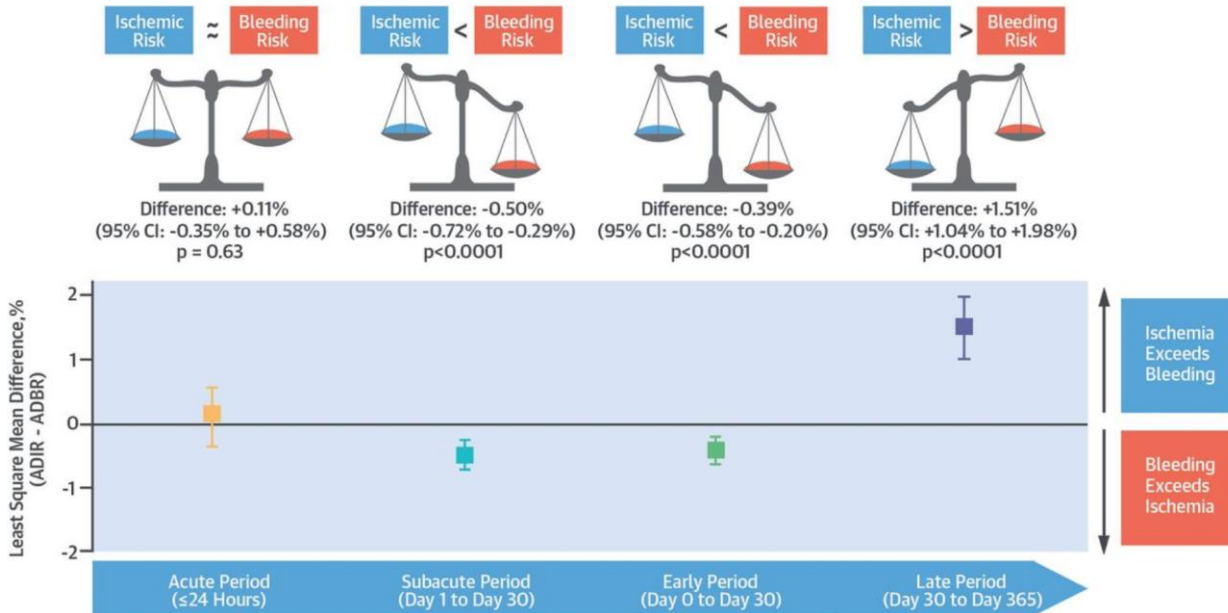 Ischemic
Risk
≈
Bleeding
Risk
Ischemic
Risk
<
Bleeding
Risk
Ischemic
Risk
<
Bleeding
Risk
Ischemic
Risk
>
Bleeding
Risk
Difference: +0.11%
(95% CI: -0.35% to +0.58%)
p = 0.63
Difference: -0.50%
(95% CI: -0.72% to -0.29%)
p<0.0001
Difference: -0.39%
(95% CI: -0.58% to -0.20%)
p<0.0001
Difference: +1.51%
(95% CI: +1.04% to +1.98%)
p<0.0001
Least Square Mean Difference,%
(ADIR - ADBR)
2
1
0
-1
-2
Ischemia
Exceeds
Bleeding
Bleeding
Exceeds
Ischemia
Acute Period
(≤24 Hours)
Subacute Period
(Day 1 to Day 30)
Early Period
(Day 0 to Day 30)
Late Period
(Day 30 to Day 365)